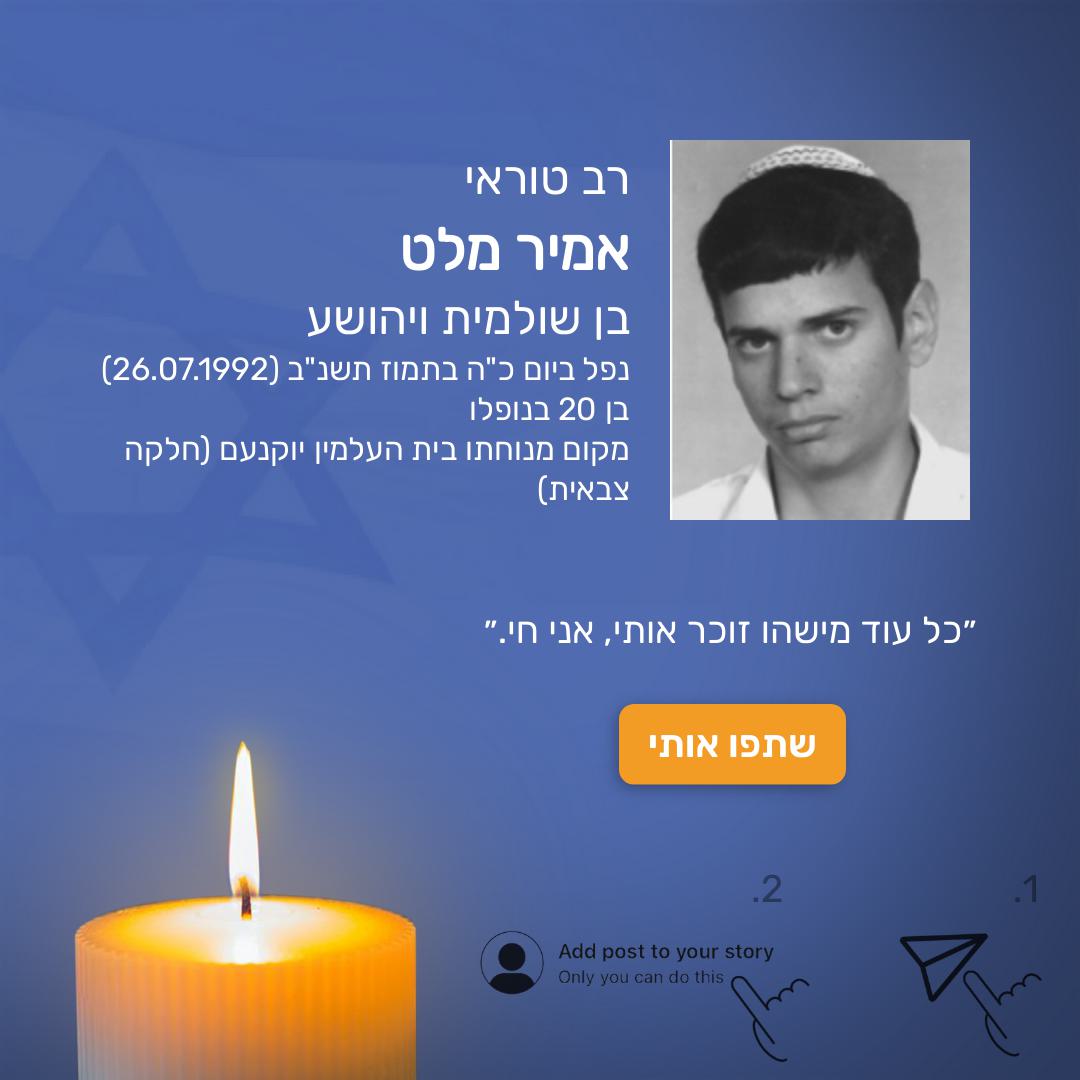 רב טוראי
אמיר מלט
בן שולמית ויהושע
נפל ביום כ"ה בתמוז תשנ"ב (26.07.1992)
בן 20 בנופלו
מקום מנוחתו בית העלמין יוקנעם (חלקה
צבאית)
״כל עוד מישהו זוכר אותי, אני חי.״
שתפו אותי
.1
.2
Add post to your story
Only you can do this